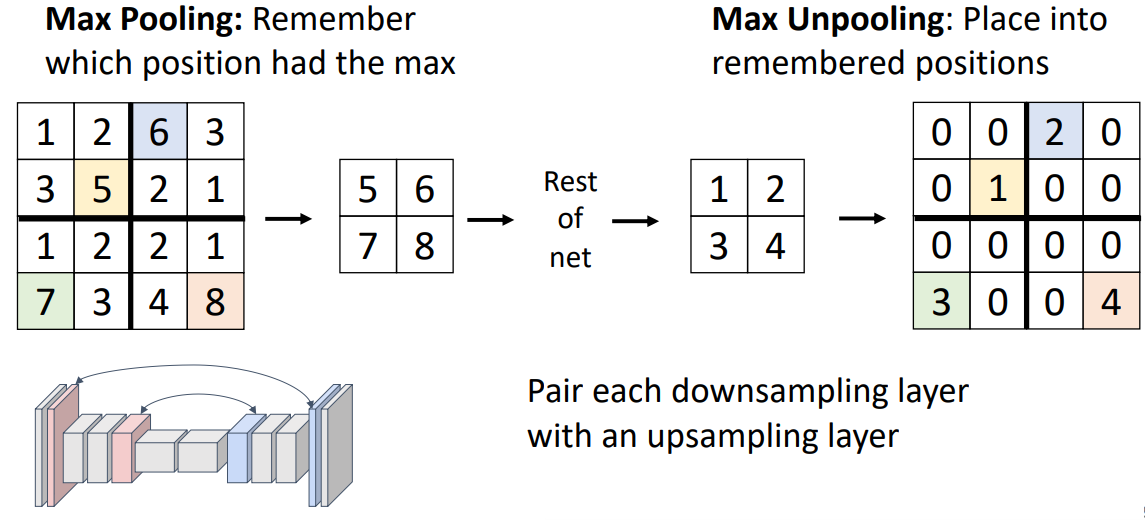 Max Pooling: Remember
which position had the max
Max Unpooling: Place into
remembered positions
1 2 6 3
3 5 2 1
1 2 2 1
7 3 4 8
5 6
7 8
Rest
of
net
1 2
3 4
0 0 2 0
0 1 0 0
0 0 0 0
3 0 0 4
Pair each downsampling layer
with an upsampling layer